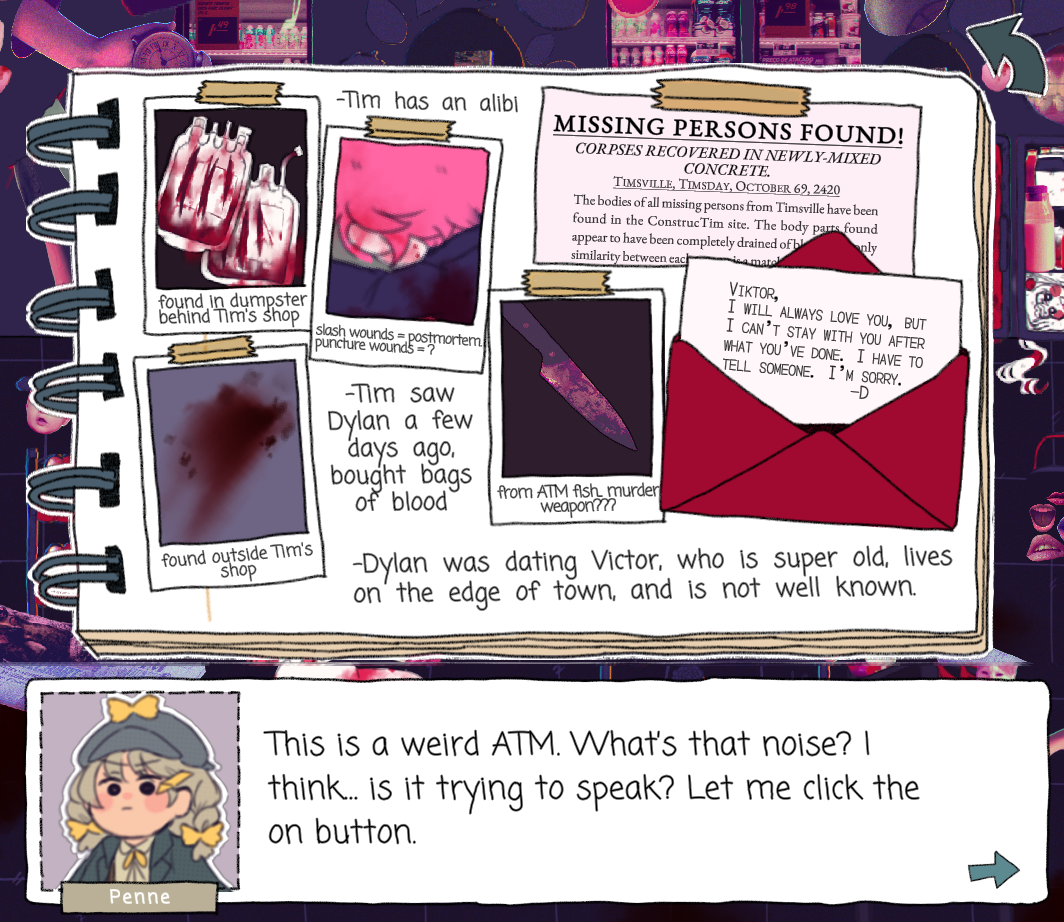 -Tim has an alibi
MISSING PERSONS FOUND!
CORPSES RECOVERED IN NEWLY-MIXED
CONCRETE.
TIMSVILLE, TIMSDAY, OCTOBER 69, 2420
The bodies of all missing persons from Timsville have been
found in the ConstrucTim site. The body parts found
appear to have been completely drained of only
similarity between is a
found in dumpster
behind Tim's shop
slash wounds = postmortem.
puncture wounds = ?
VIKTOR,
I WILL ALWAYS LOVE YOU, BUT
I CAN'T STAY WITH YOU AFTER
WHAT YOU'VE DONE. I HAVE TO
TELL SOMEONE. I'M SORRY.
-D
-Tim saw
Dylan a few
days ago,
bought bags
of blood
from ATM fish. murder
weapon???
found outside Tim's
shop
-Dylan was dating Victor, who is super old, lives
on the edge of town, and is not well known.
This is a weird ATM. What's that noise? I
think... is it trying to speak? Let me click the
on button.
Penne